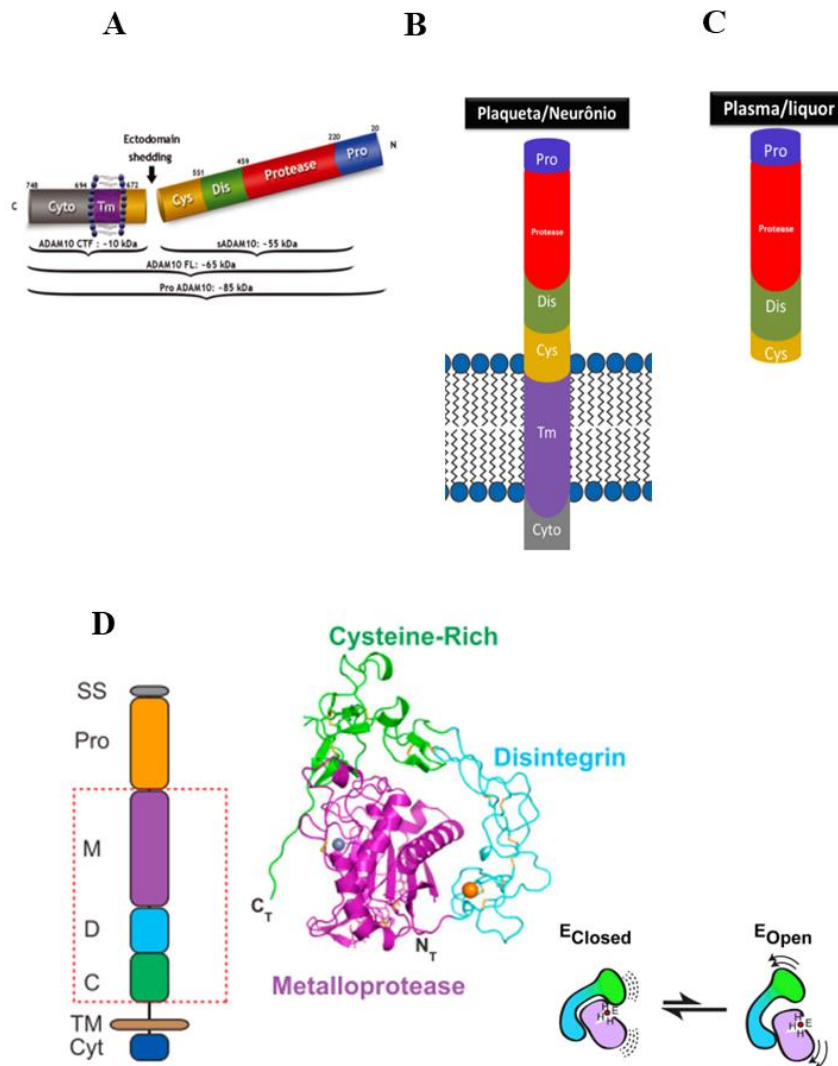 A
B
C
Ectodomain
shedding
748
694
672
551
459
220
20
C
Cyto
Tm
Cys
Dis
Protease
Pro
N
ADAM10 CTF : ~10 kDa
sADAM10: ~55 kDa
ADAM10 FL: ~65 kDa
Pro ADAM10: ~85 kDa
Plaqueta/Neurônio
Pro
Protease
Dis
Cys
Tm
Cyto
Plasma/liquor
Pro
Protease
Dis
Cys
D
SS
Pro
M
D
C
TM
Cyt
Cysteine-Rich
Disintegrin
CT
NT
Metalloprotease
EClosed
H
H
H
E
EOpen
H
H
H
E